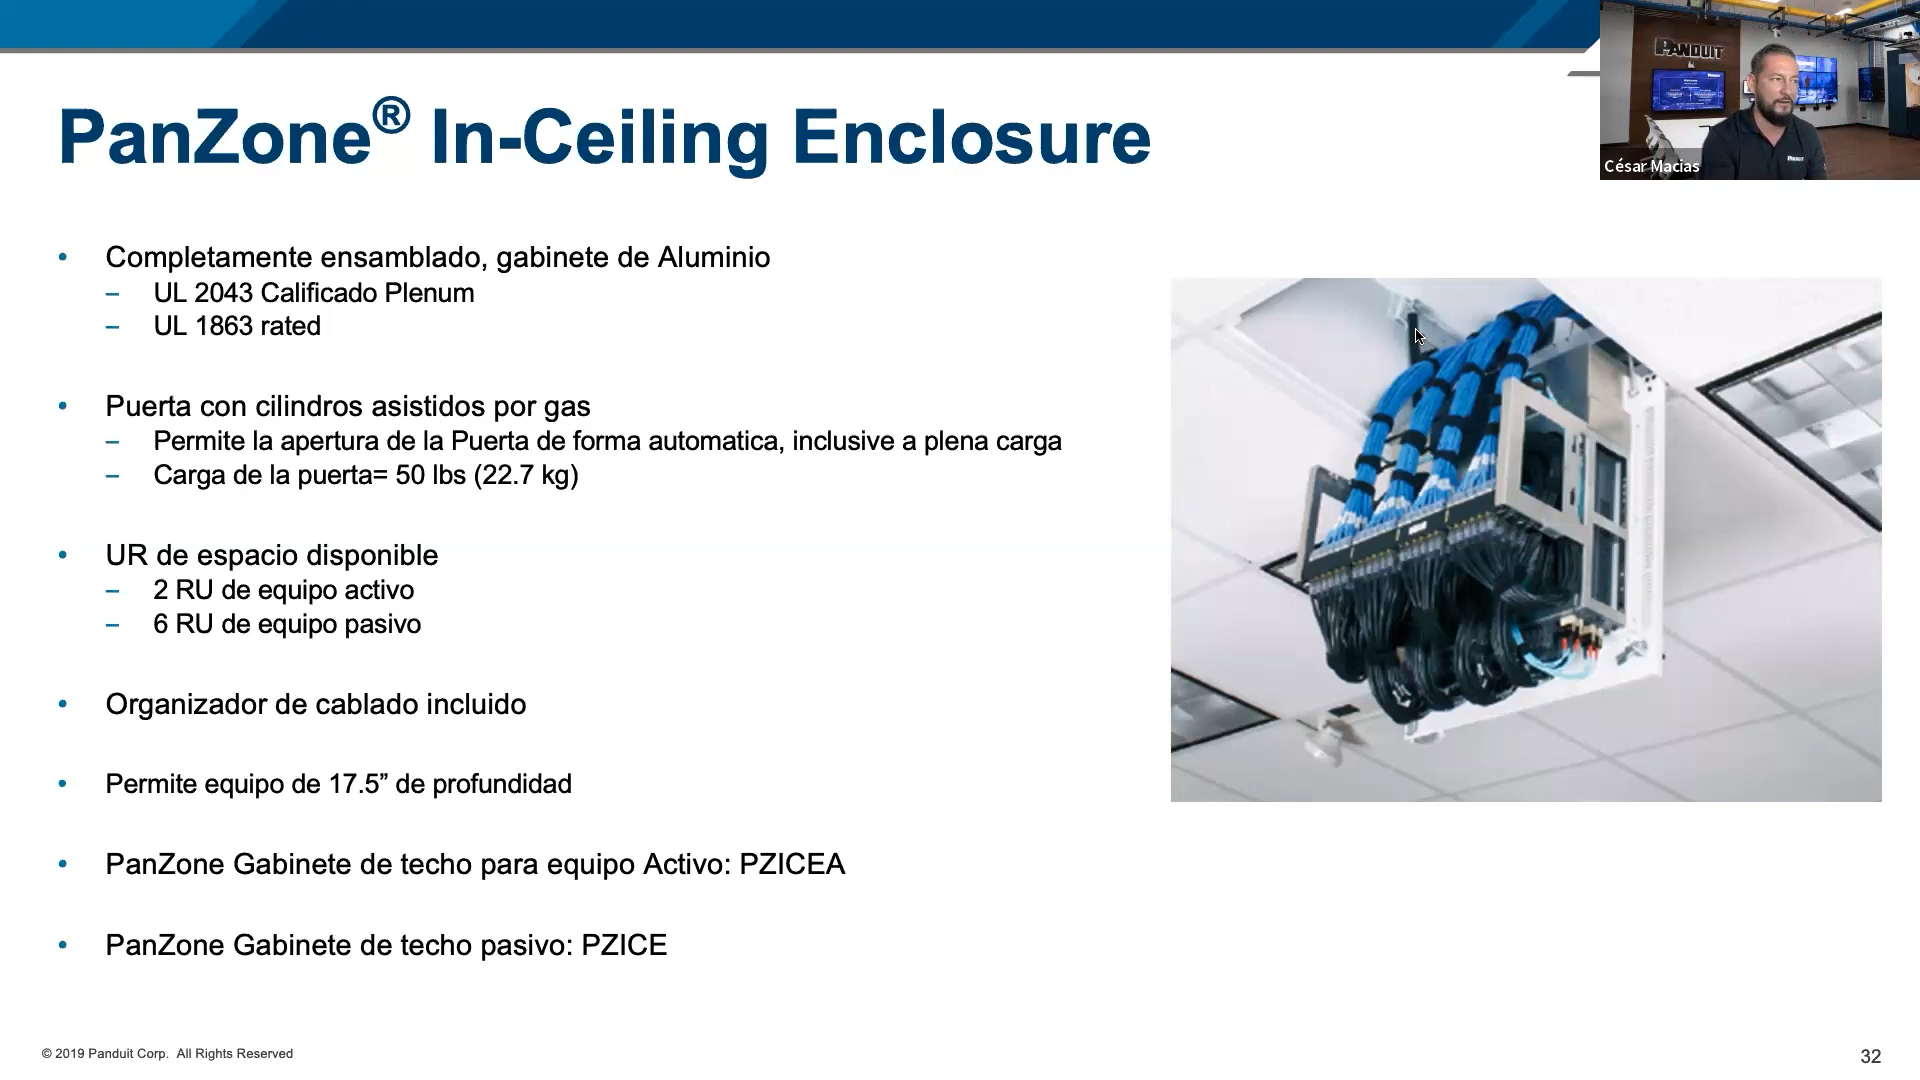 PANDUIT
César Macias
PanZone® In-Ceiling Enclosure
• Completamente ensamblado, gabinete de Aluminio
– UL 2043 Calificado Plenum
– UL 1863 rated
• Puerta con cilindros asistidos por gas
– Permite la apertura de la Puerta de forma automatica, inclusive a plena carga
– Carga de la puerta= 50 lbs (22.7 kg)
• UR de espacio disponible
– 2 RU de equipo activo
– 6 RU de equipo pasivo
• Organizador de cablado incluido
• Permite equipo de 17.5” de profundidad
• PanZone Gabinete de techo para equipo Activo: PZICEA
• PanZone Gabinete de techo pasivo: PZICE
© 2019 Panduit Corp. All Rights Reserved
32